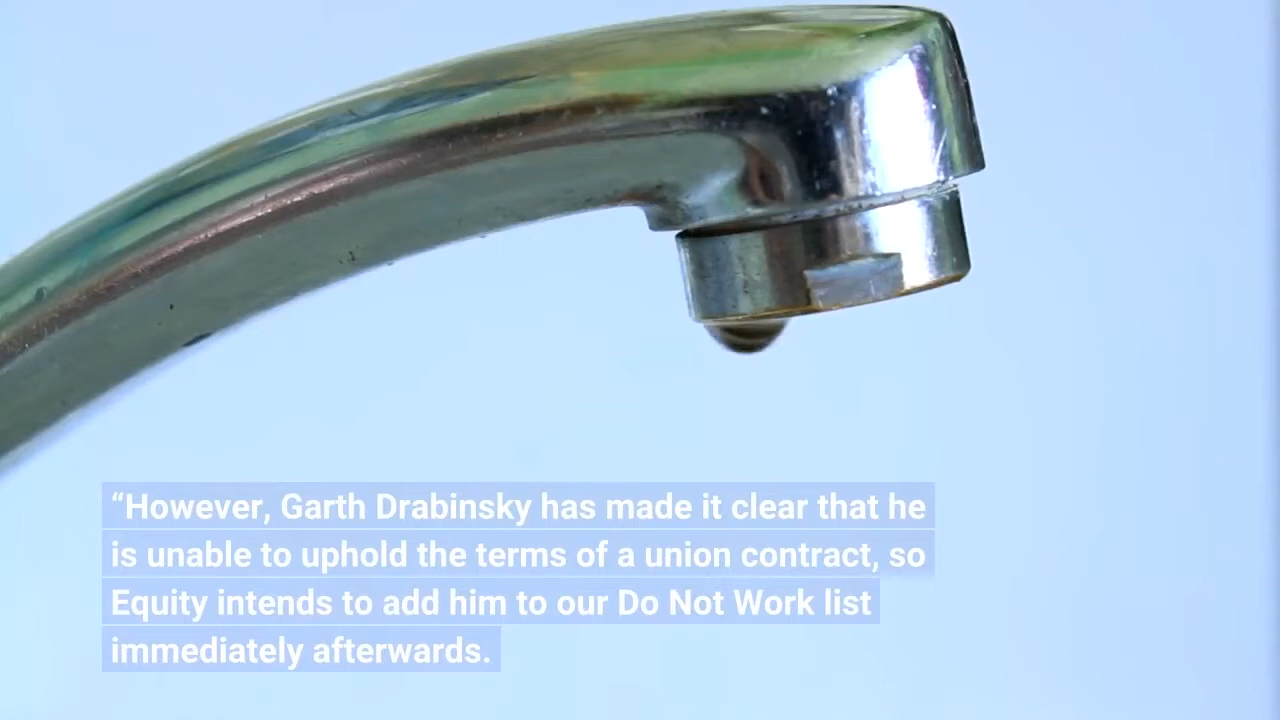 “However, Garth Drabinsky has made it clear that he
is unable to uphold the terms of a union contract, so
Equity intends to add him to our Do Not Work list
immediately afterwards.